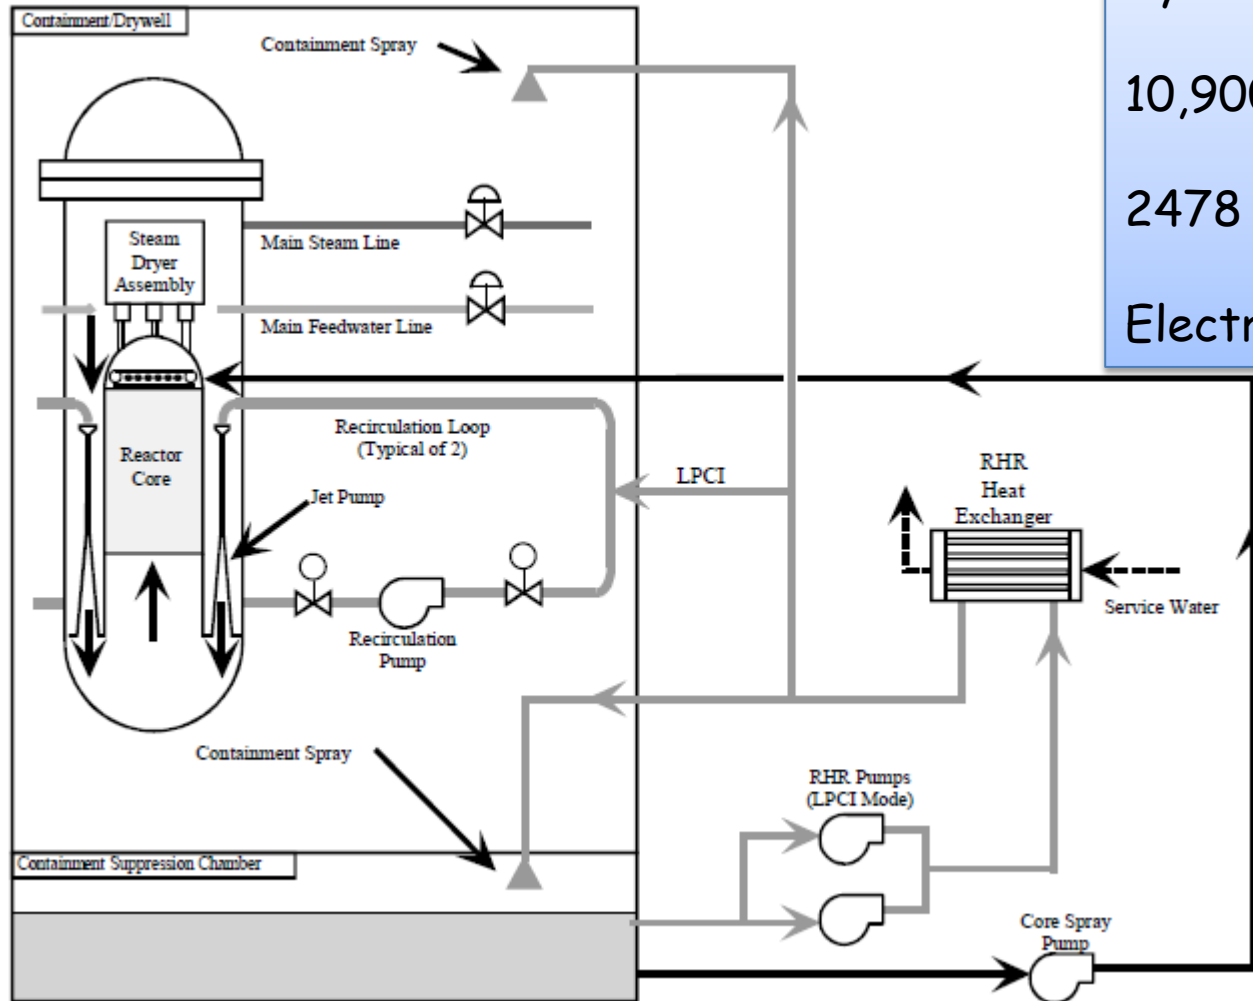 Containment/Drywell
Containment Spray
10,900
2478
Steam
Dryer
Assembly
Main Steam Line
Main Feedwater Line
Recirculation Loop
(Typical of 2)
Reactor
Core
Jet Pump
LPCI
RHR
Heat
Exchanger
Service Water
Recirculation
Pump
Containment Spray
RHR Pumps
(LPCI Mode)
Containment Suppression Chamber
Core Spray
Pump